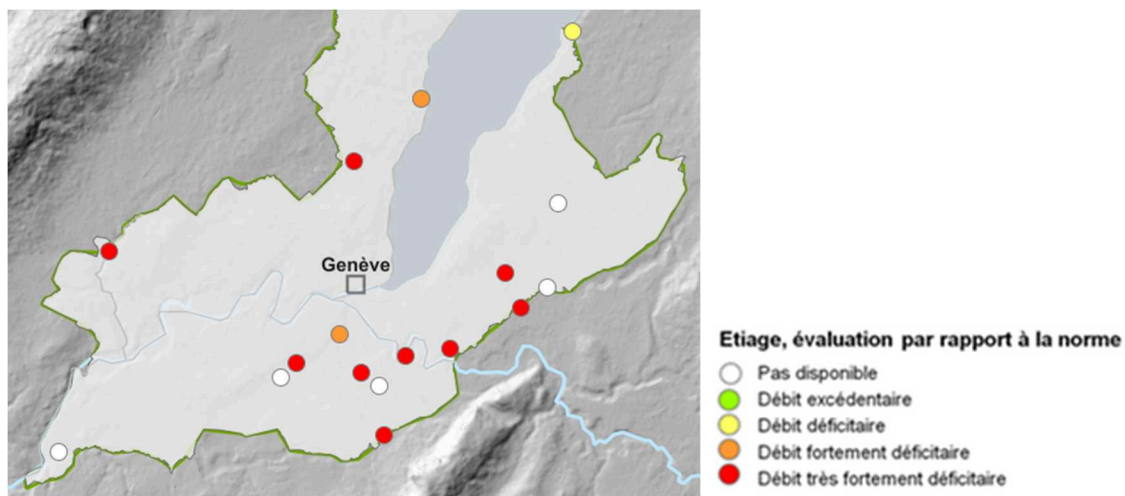 Genève
Etiage, évaluation par rapport à la norme
Pas disponible
Débit excédentaire
Débit déficitaire
Débit fortement déficitaire
Débit très fortement déficitaire